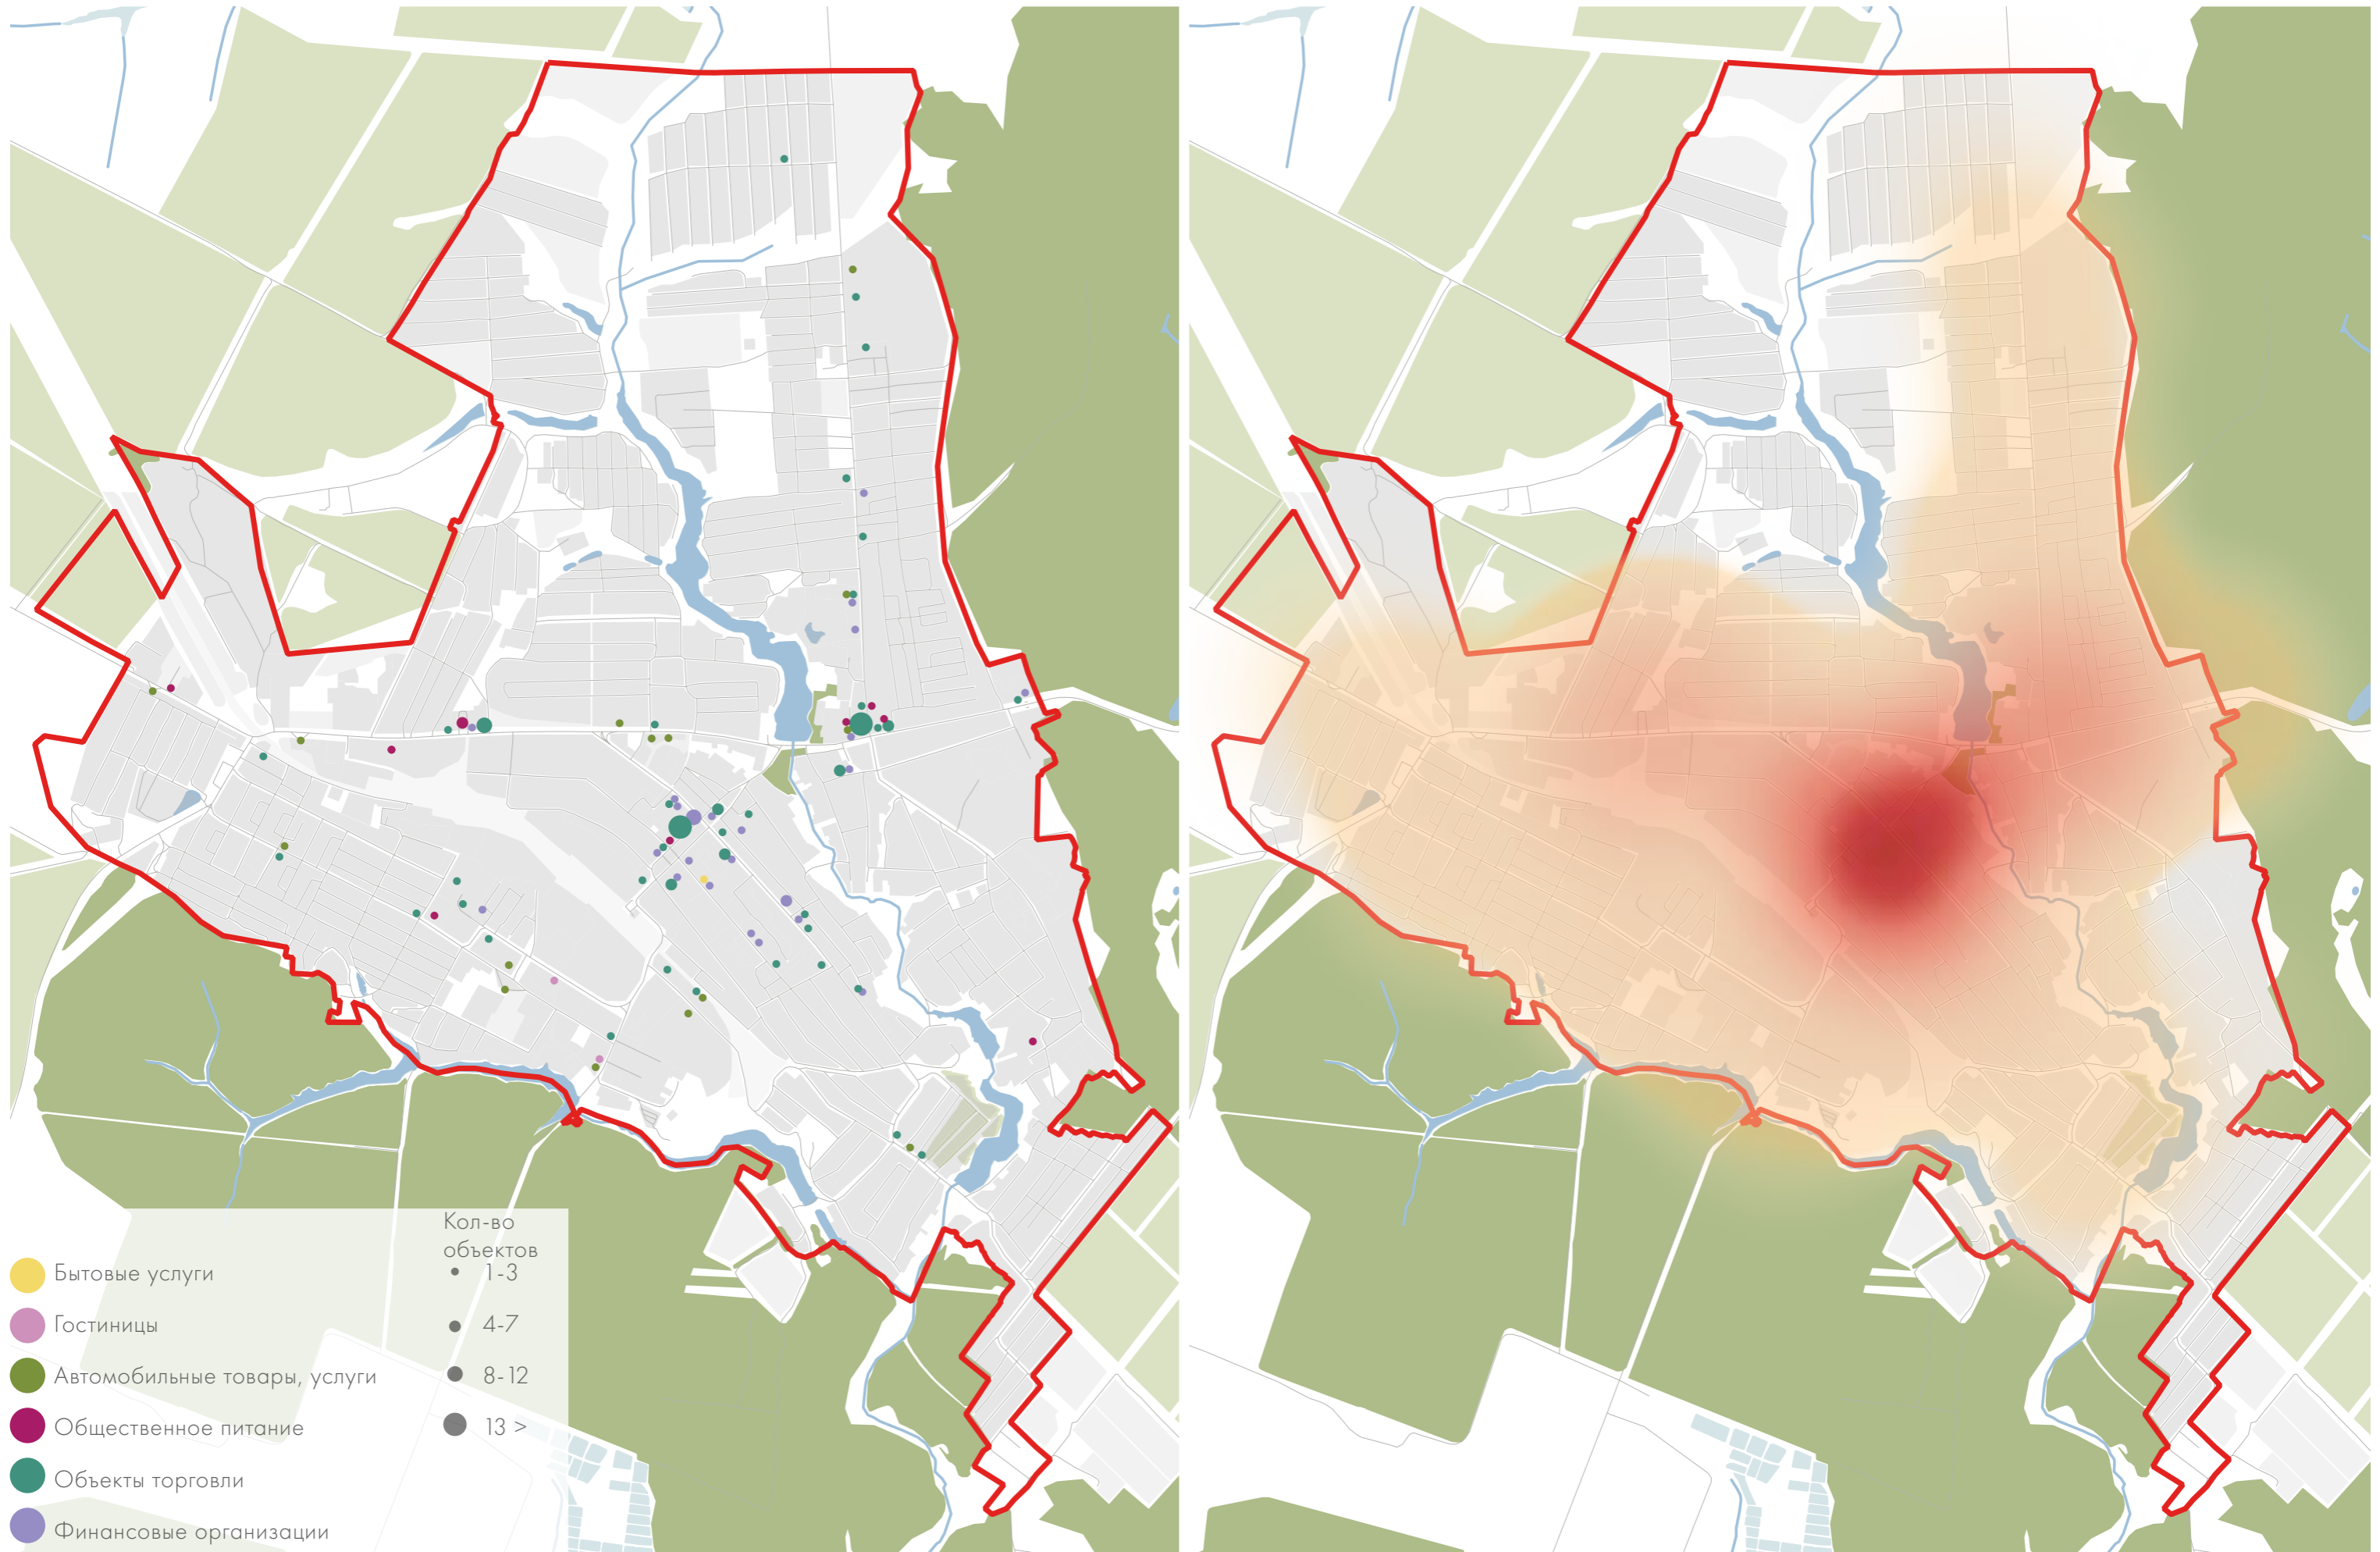 Кол-во
объектов
Бытовые услуги
1-3
Гостиницы
4-7
Автомобильные товары, услуги
8-12
Общественное питание
13 >
Объекты торговли
Финансовые организации